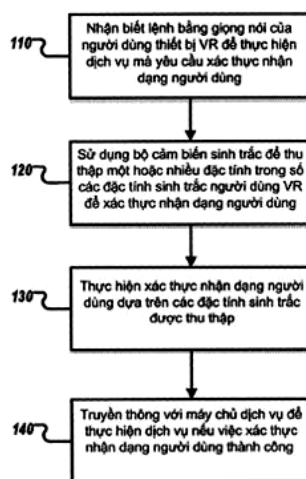 110
Nhận biết lệnh bằng giọng nói của
người dùng thiết bị VR để thực hiện
dịch vụ mà yêu cầu xác thực nhận
dạng người dùng
120
Sử dụng bộ cảm biến sinh trắc để thu
thập một hoặc nhiều đặc tính trong số
các đặc tính sinh trắc người dùng VR
để xác thực nhận dạng người dùng
130
Thực hiện xác thực nhận dạng người
dùng dựa trên các đặc tính sinh trắc
được thu thập
140
Truyền thông với máy chủ dịch vụ để
thực hiện dịch vụ nếu việc xác thực
nhận dạng người dùng thành công